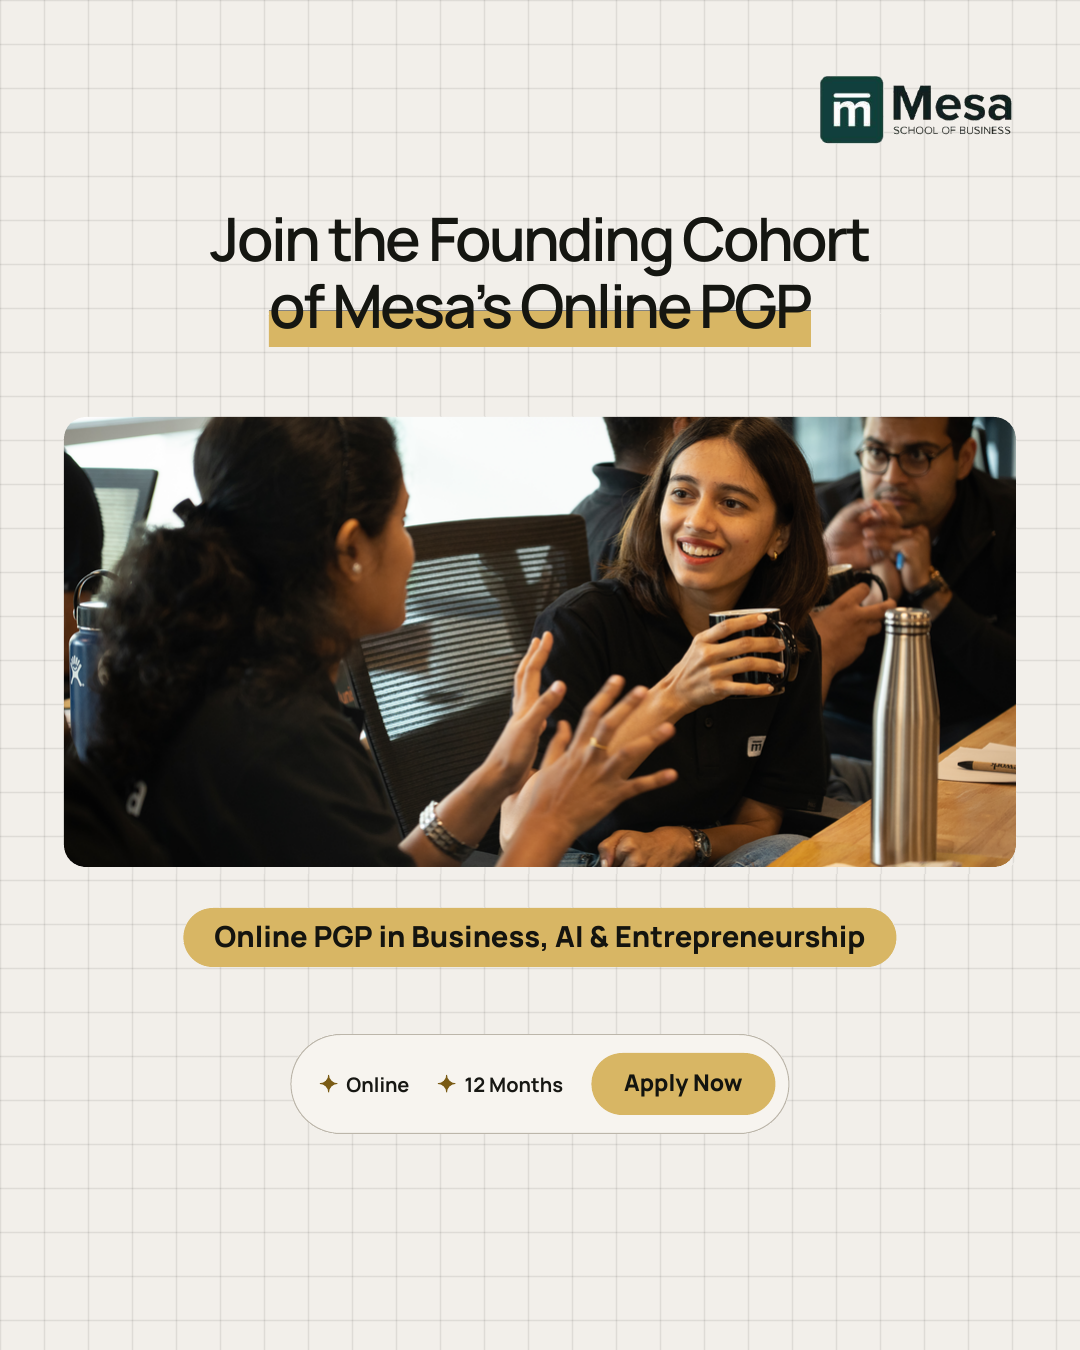 m Mesa
SCHOOL OF BUSINESS
Join the Founding Cohort
of Mesa’s Online PGP
m
a
Online PGP in Business, AI & Entrepreneurship
✦ Online ✦ 12 Months Apply Now